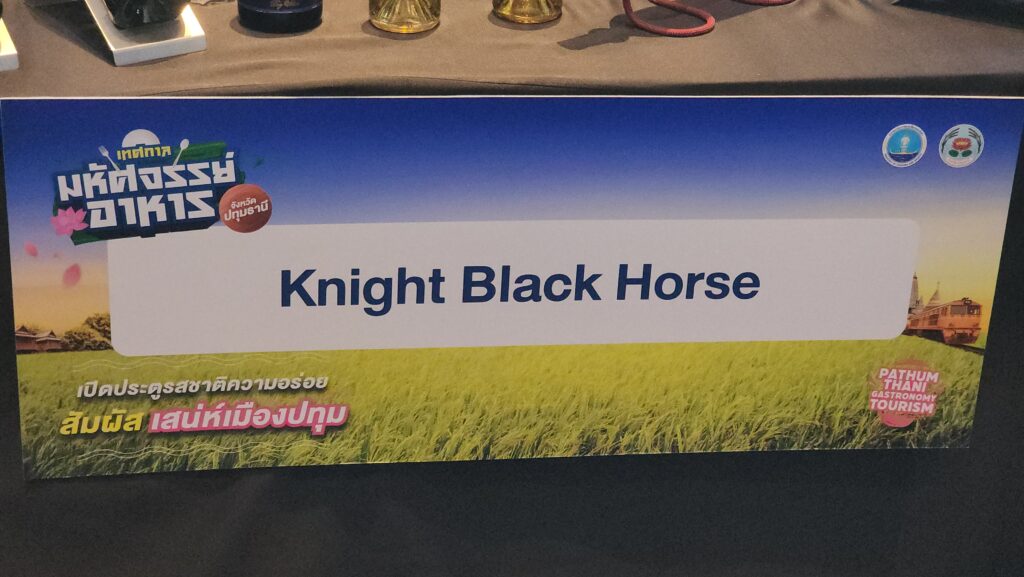 เทศกาล
มหัศจรรย์
อาหาร
จังหวัด
ปทุมธานี
Knight Black Horse
เปิดประตูรสชาติความอร่อย
สัมผัส เสน่ห์เมืองปทุม
PATHUM
THANI
GASTRONOMY
TOURISM